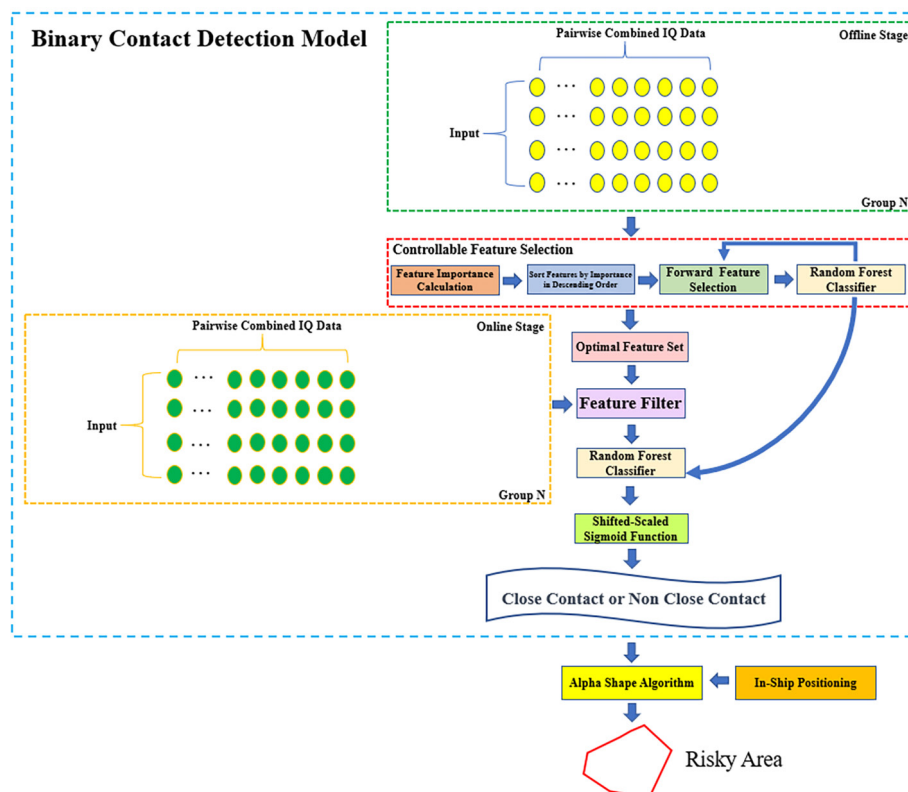 Binary Contact Detection Model
Pairwise Combined IQ Data
Offline Stage
...
Input
...
...
...
Group N
Controllable Feature Selection
Feature Importance
Calculation
Sort Features by Importance
in Descending Order
Forward Feature
Selection
Random Forest
Classifier
Pairwise Combined IQ Data
Online Stage
...
Input
...
...
...
Group N
Optimal Feature Set
Feature Filter
Random Forest
Classifier
Shifted-Scaled
Sigmoid Function
Close Contact or Non Close Contact
Alpha Shape Algorithm
In-Ship Positioning
Risky Area